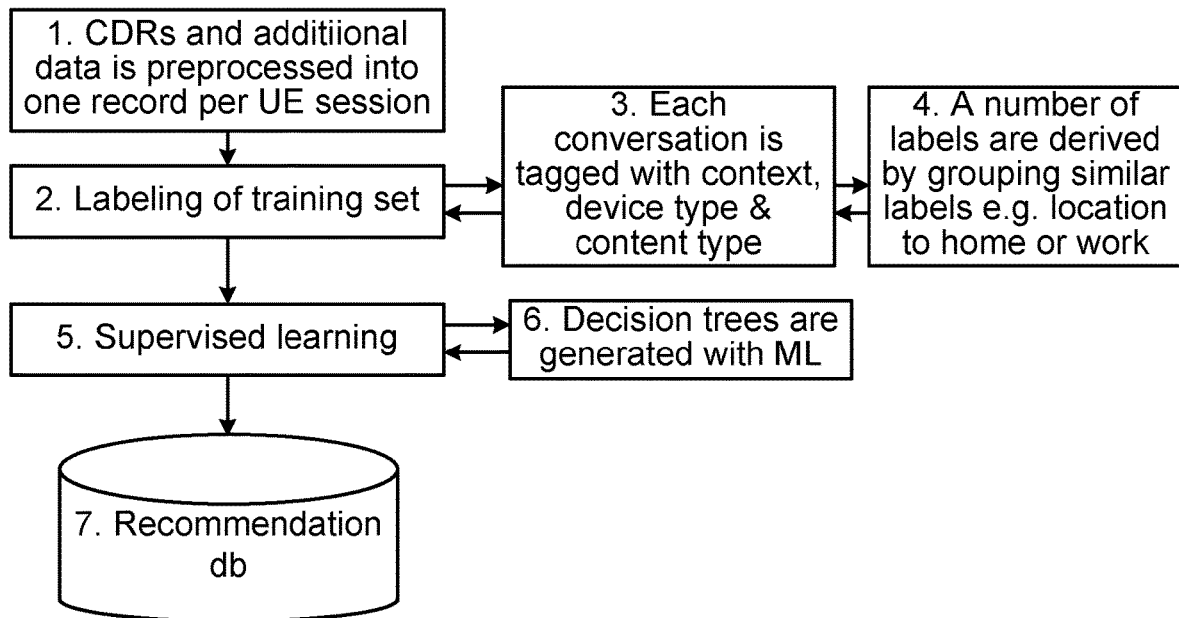 1. CDRs and additiional
data is preprocessed into
one record per UE session
2. Labeling of training set
3. Each
conversation is
tagged with context,
device type &
content type
4. A number of
labels are derived
by grouping similar
labels e.g. location
to home or work
5. Supervised learning
6. Decision trees are
generated with ML
7. Recommendation
db